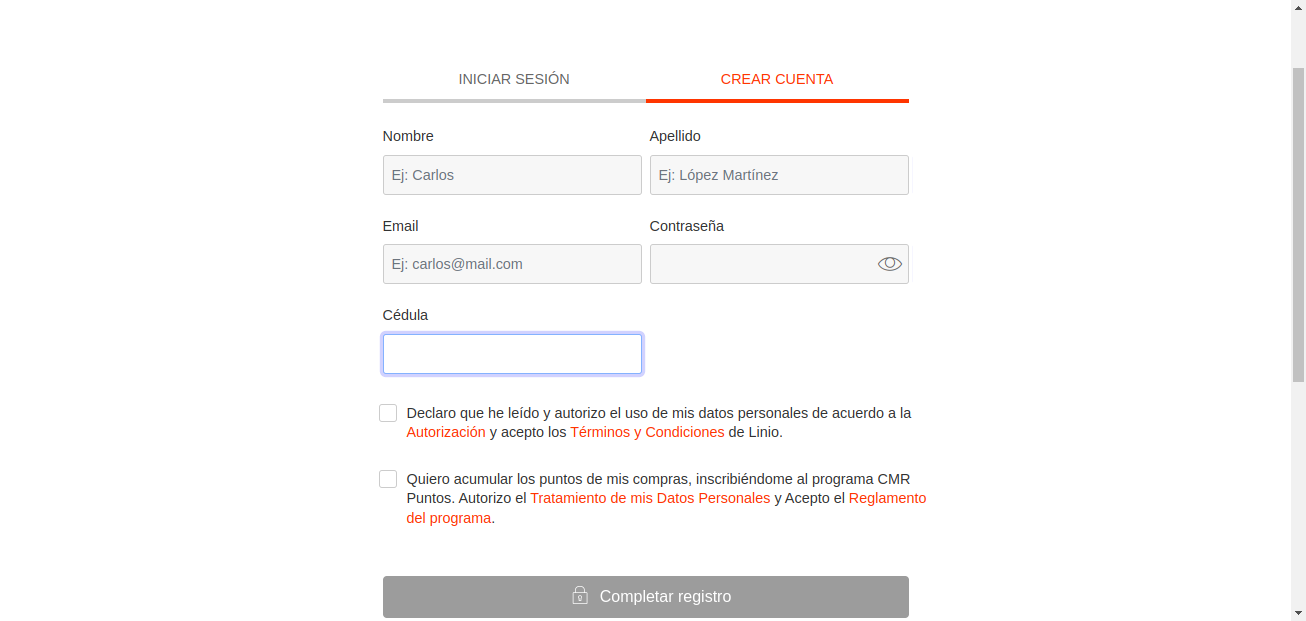 INICIAR SESIÓN
CREAR CUENTA
Nombre
Apellido
Ej: Carlos
Ej: López Martínez
Email
Contraseña
Ej: carlos@mail.com
Cédula
Declaro que he leído y autorizo el uso de mis datos personales de acuerdo a la
Autorización y acepto los Términos y Condiciones de Linio.
Quiero acumular los puntos de mis compras, inscribiéndome al programa CMR
Puntos. Autorizo el Tratamiento de mis Datos Personales y Acepto el Reglamento
del programa.
Completar registro